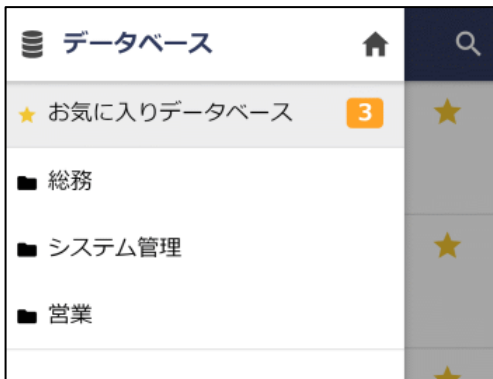 データベース
お気に入りデータベース 3
総務
システム管理
営業